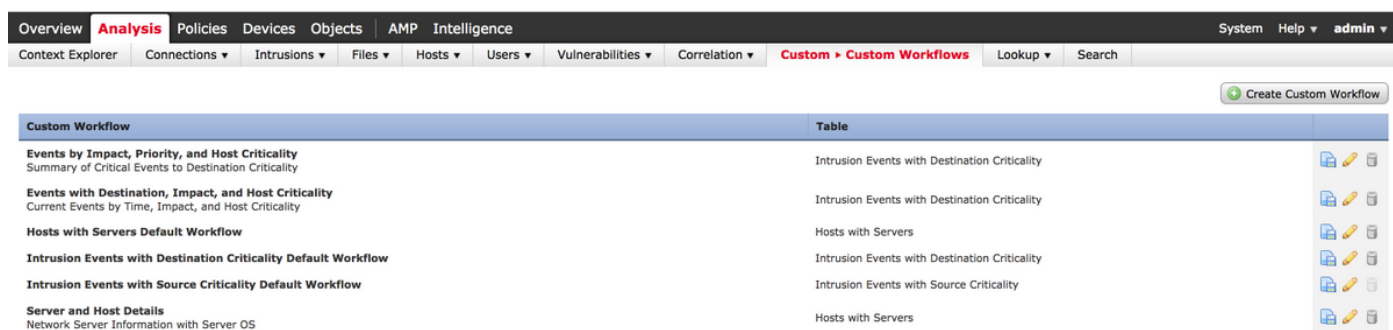 Overview Analysis Policies Devices Objects AMP Intelligence System Help ▾ admin ▾
Context Explorer Connections ▾ Intrusions ▾ Files ▾ Hosts ▾ Users ▾ Vulnerabilities ▾ Correlation ▾ Custom ▸ Custom Workflows Lookup ▾ Search
Create Custom Workflow
Custom Workflow Table
Events by Impact, Priority, and Host Criticality
Summary of Critical Events to Destination Criticality
Intrusion Events with Destination Criticality
Events with Destination, Impact, and Host Criticality
Current Events by Time, Impact, and Host Criticality
Intrusion Events with Destination Criticality
Hosts with Servers Default Workflow Hosts with Servers
Intrusion Events with Destination Criticality Default Workflow Intrusion Events with Destination Criticality
Intrusion Events with Source Criticality Default Workflow Intrusion Events with Source Criticality
Server and Host Details
Network Server Information with Server OS
Hosts with Servers